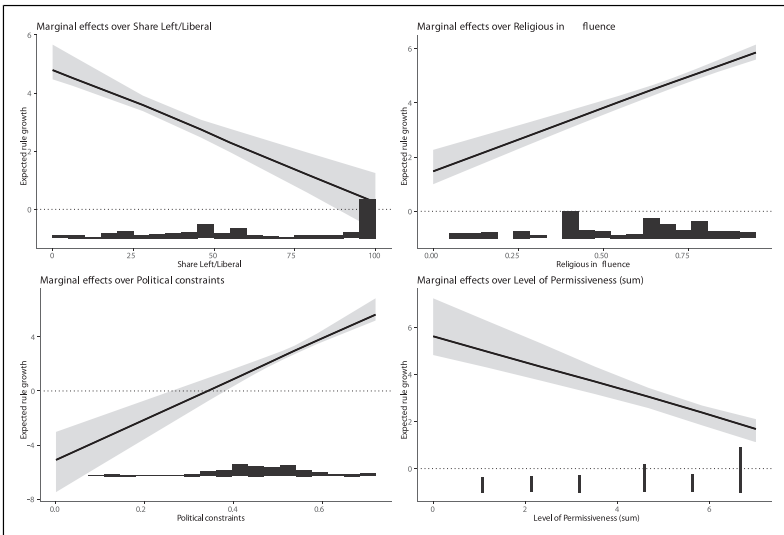 Marginal effects over Share Left/Liberal
Expected rule growth
6
4
2
0
0 25 50 75 100
Share Left/Liberal
Marginal effects over Religious in fluence
Expected rule growth
6
4
2
0
0.00 0.25 0.50 0.75
Religious in fluence
Marginal effects over Political constraints
Expected rule growth
4
0
−4
−8
0.0 0.2 0.4 0.6
Political constraints
Marginal effects over Level of Permissiveness (sum)
Expected rule growth
6
4
2
0
0 2 4 6
Level of Permissiveness (sum)